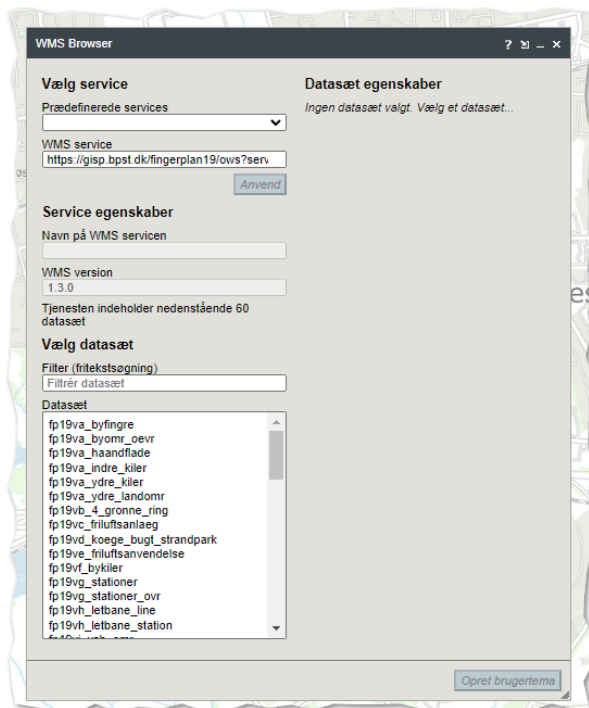 WMS Browser
?
Vælg service
Prædefinerede services
WMS service
https://gisp.bpst.dk/fingerplan19/ows?serv
Anvend
Service egenskaber
Navn på WMS servicen
WMS version
1.3.0
Tjenesten indeholder nedenstående 60
datasæt
Vælg datasæt
Filter (fritekstsøgning)
Filtrér datasæt
Datasæt
fp19va_byfingre
fp19va_byomr_oevr
fp19va_haandflade
fp19va_indre_kiler
fp19va_ydre_kiler
fp19va_ydre_landomr
fp19vb_4_gronne_ring
fp19vc_friluftsanlaeg
fp19vd_koege_bugt_strandpark
fp19ve_friluftsanvendelse
fp19vf_bykiler
fp19vg_stationer
fp19vg_stationer_ovr
fp19vh_letbane_line
fp19vh_letbane_station
Datasæt egenskaber
Ingen datasæt valgt. Vælg et datasæt...
Opret brugertema